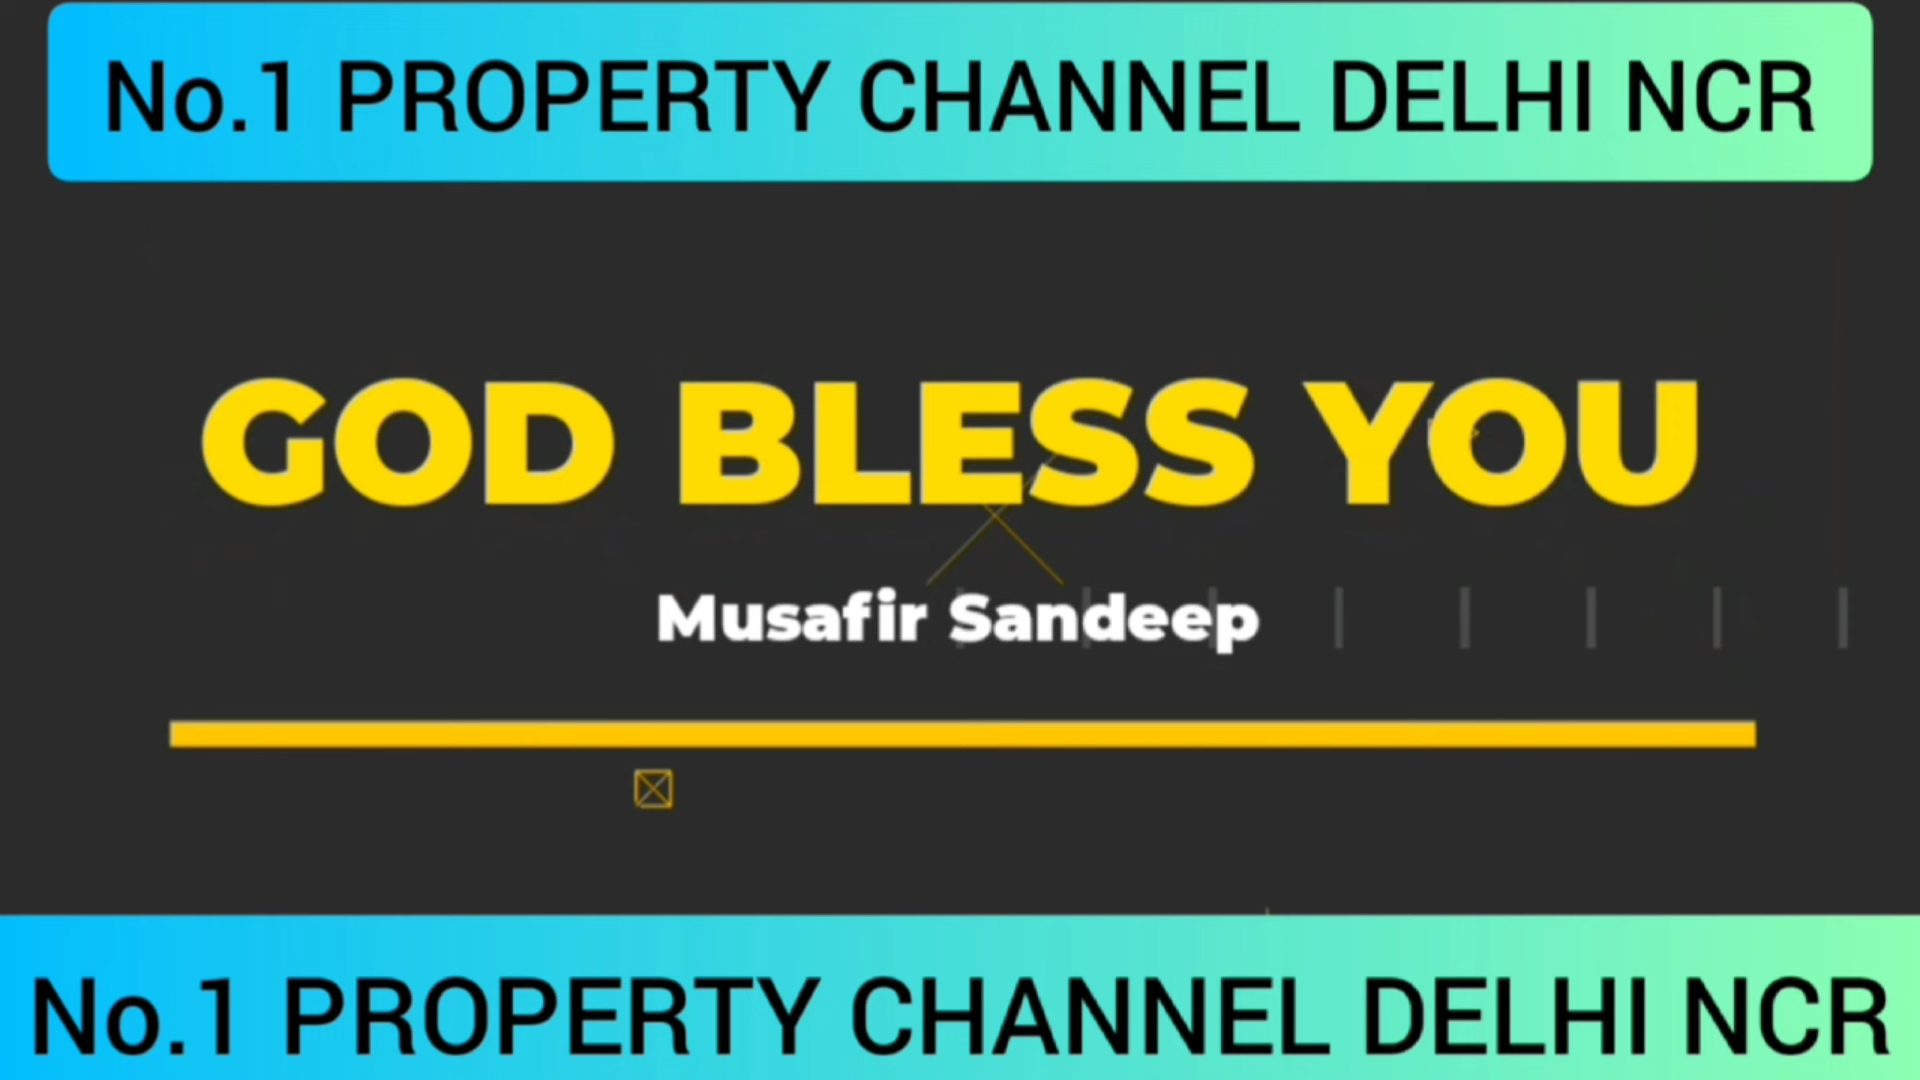 No.1 PROPERTY CHANNEL DELHI NCR
GOD BLESS YOU
Musafir Sandeep
No.1 PROPERTY CHANNEL DELHI NCR